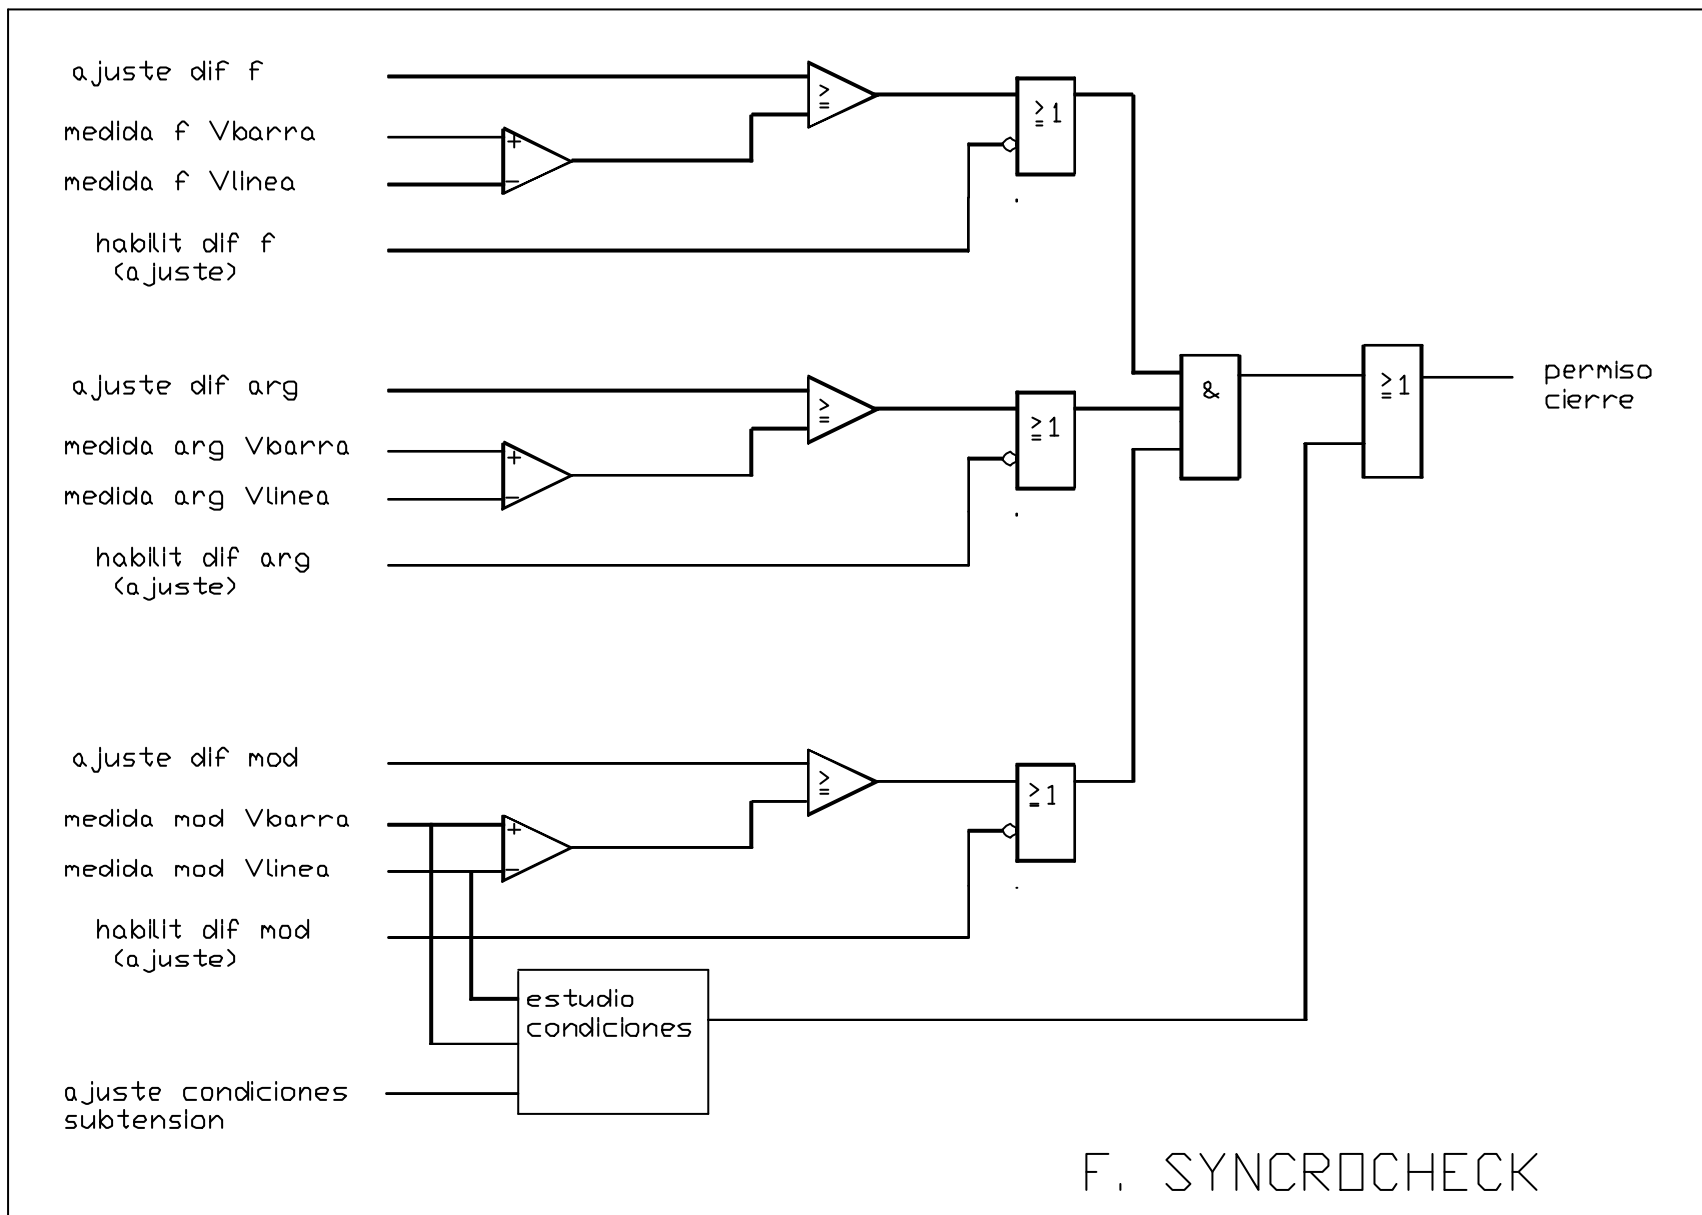 ajuste dif f
medida f Vbarra
medida f Vlinea
habilit dif f
(ajuste)
+
-
≥
≥1
ajuste dif arg
medida arg Vbarra
medida arg Vlinea
habilit dif arg
(ajuste)
+
-
≥
≥1
&
≥1
permiso
cierre
ajuste dif mod
medida mod Vbarra
medida mod Vlinea
habilit dif mod
(ajuste)
+
-
≥
≥1
estudio
condiciones
ajuste condiciones
subtension
F. SYNCROCHECK